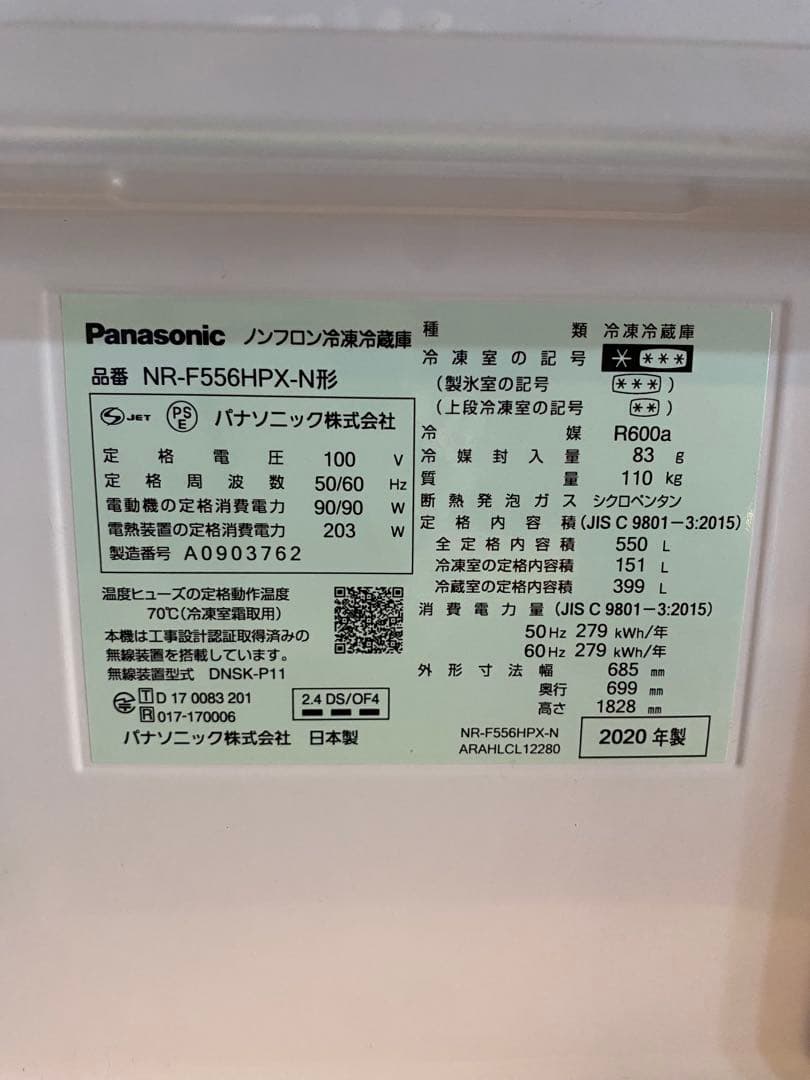 Panasonic ノンフロン冷凍冷蔵庫
品番 NR-F556HPX-N形
JET PSE パナソニック株式会社
定格電圧 100 V
定格周波数 50/60 Hz
電動機の定格消費電力 90/90 W
電熱装置の定格消費電力 203 W
製造番号 A0903762
温度ヒューズの定格動作温度
70℃(冷凍室霜取用)
本機は工事設計認証取得済みの
無線装置を搭載しています。
無線装置型式 DNSK-P11
T D 17 0083 201
R 017-170006
2.4 DS/OF4
パナソニック株式会社 日本製
種類 冷凍冷蔵庫
冷凍室の記号 * ***
(製氷室の記号 ***)
(上段冷凍室の記号 **)
冷媒 R600a
冷媒封入量 83 g
質量 110 kg
断熱発泡ガス シクロペンタン
定格内容積(JIS C 9801-3:2015)
全定格内容積 550 L
冷凍室の定格内容積 151 L
冷蔵室の定格内容積 399 L
消費電力量(JIS C 9801-3:2015)
50Hz 279 kWh/年
60Hz 279 kWh/年
外形寸法 幅 685 mm
奥行 699 mm
高さ 1828 mm
NR-F556HPX-N
ARAHLCL12280
2020年製